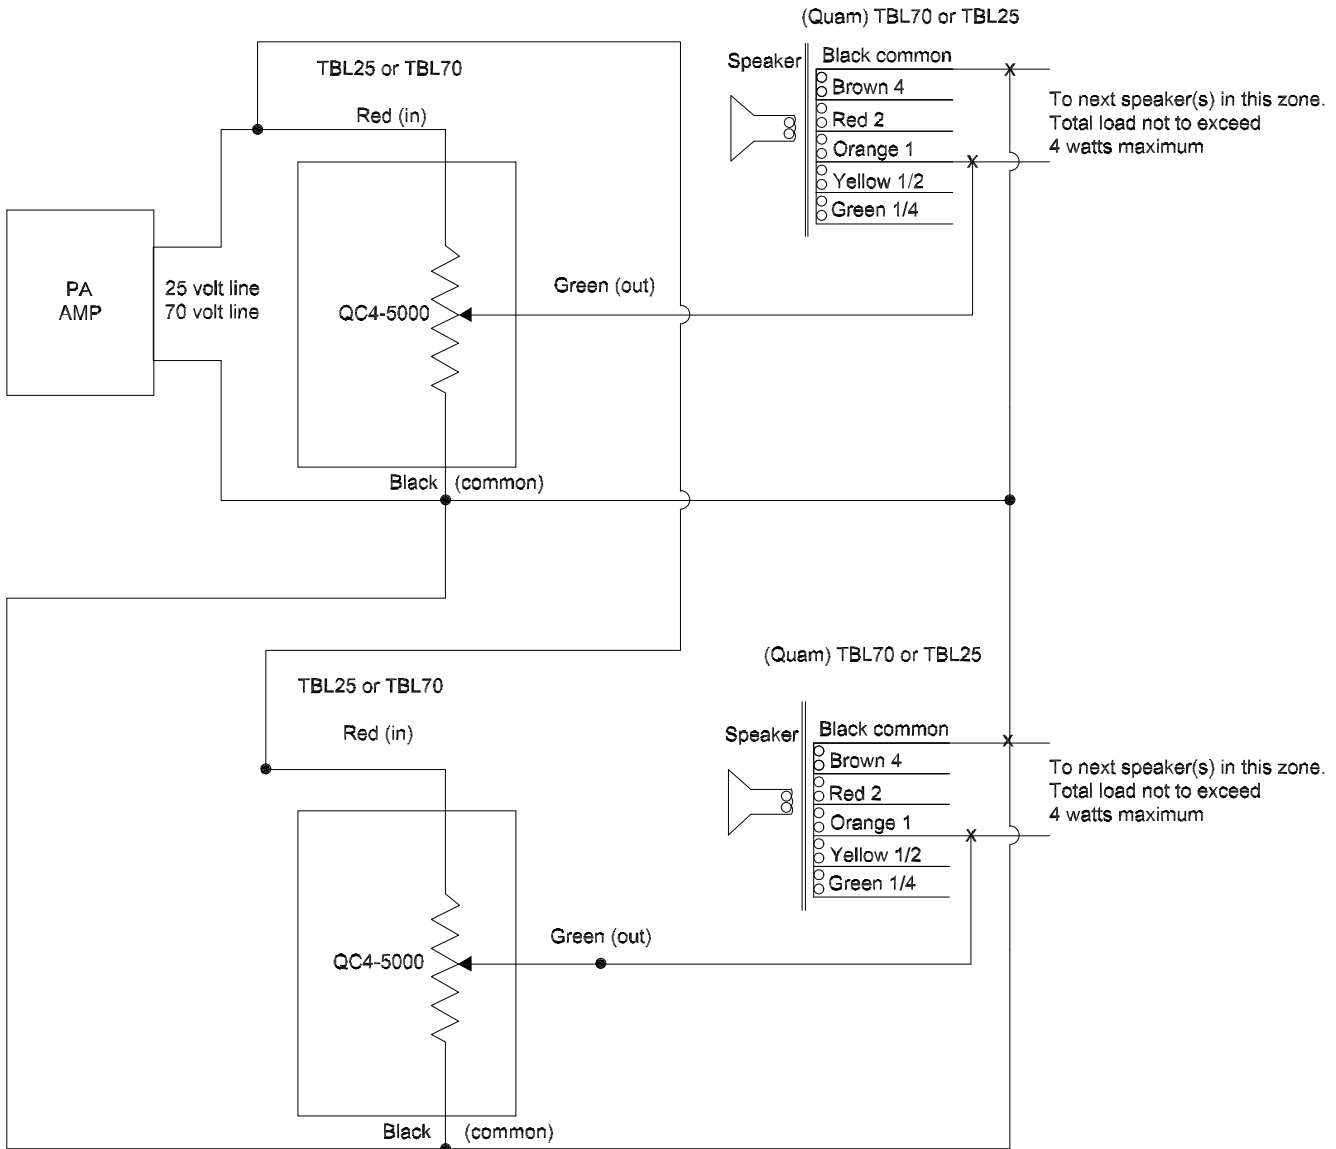 (Quam) TBL70 or TBL25
Speaker
Black common
TBL25 or TBL70
Brown 4
To next speaker(s) in this zone.
Total load not to exceed
4 watts maximum
Red (in)
Red 2
Orange 1
Yellow 1/2
Green 1/4
PA
AMP
25 volt line
70 volt line
QC4-5000
Green (out)
Black (common)
(Quam) TBL70 or TBL25
TBL25 or TBL70
Speaker
Black common
Red (in)
Brown 4
To next speaker(s) in this zone.
Total load not to exceed
4 watts maximum
Red 2
Orange 1
Yellow 1/2
Green 1/4
Green (out)
QC4-5000
Black (common)